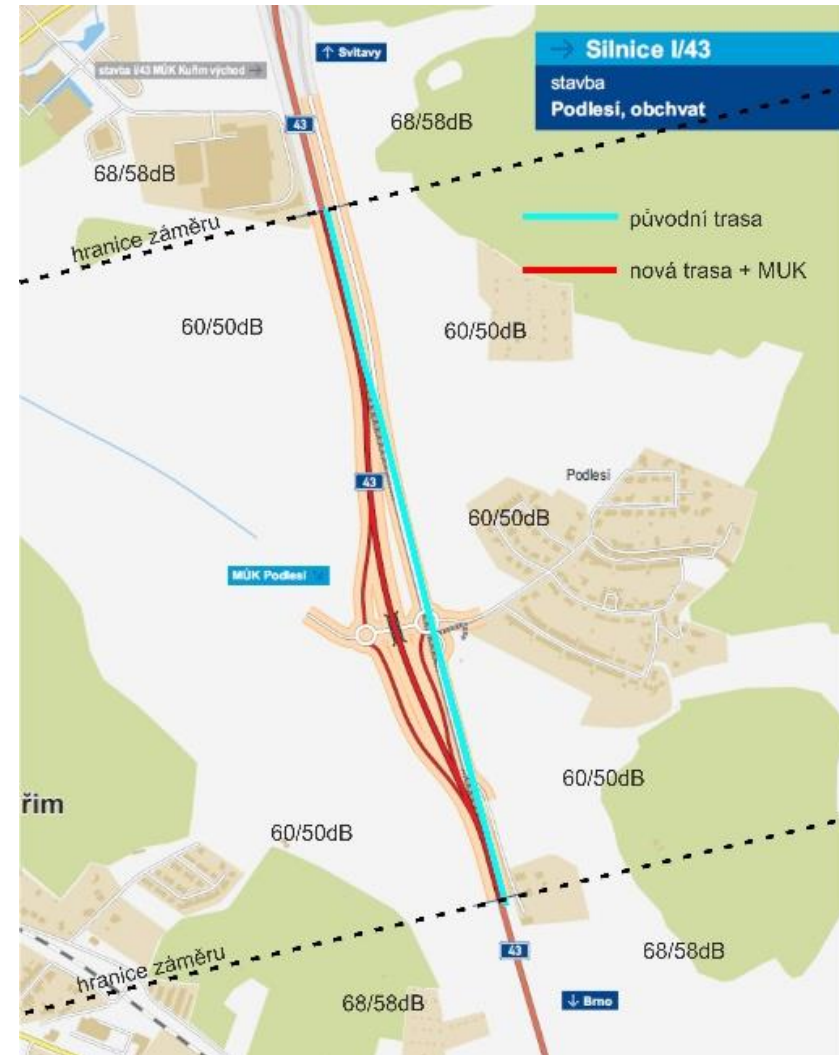 ↑ Svitavy
→ Silnice I/43
stavba
Podlesí, obchvat
stavba I/43 MÚK Kuřim východ →
68/58dB
43
68/58dB
hranice záměru
původní trasa
nová trasa + MUK
60/50dB
60/50dB
Podlesí
43
60/50dB
MÚK Podlesí
60/50dB
řim
60/50dB
43
68/58dB
hranice záměru
68/58dB
↓ Brno